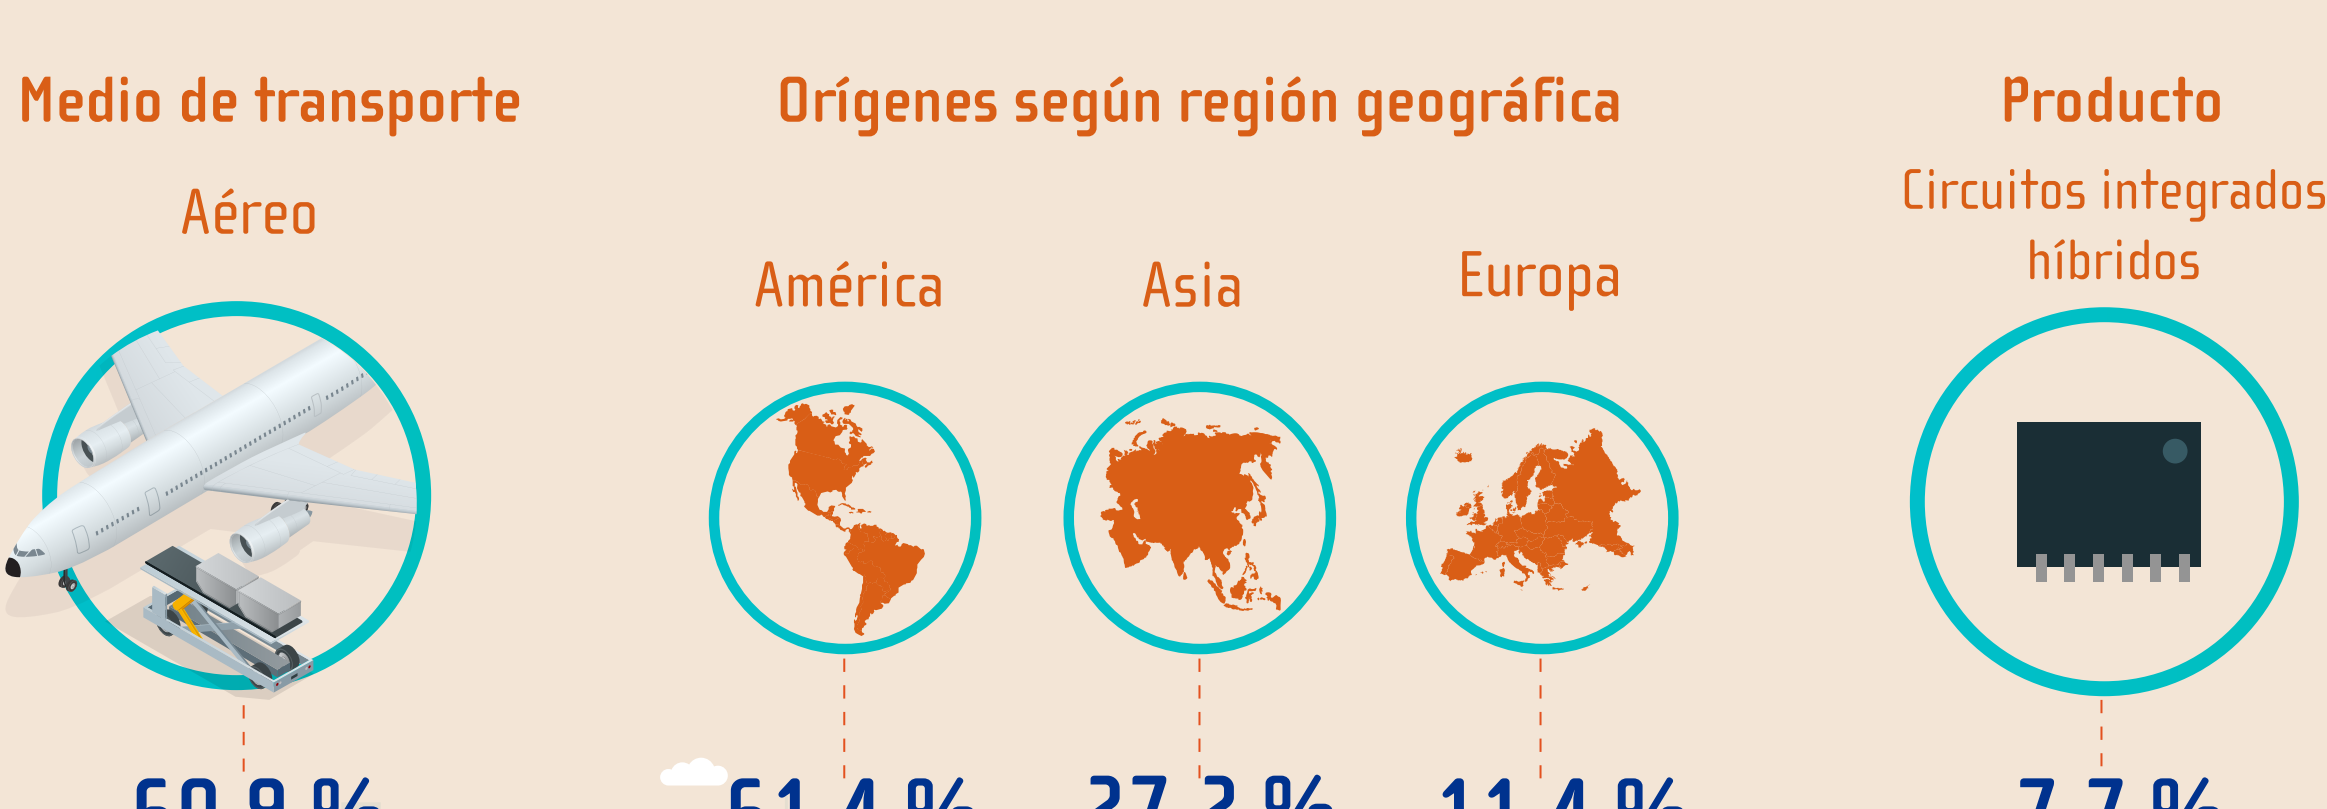 Medio de transporte
Orígenes según región geográfica
Producto
Aéreo
América
Asia
Europa
Circuitos integrados
híbridos